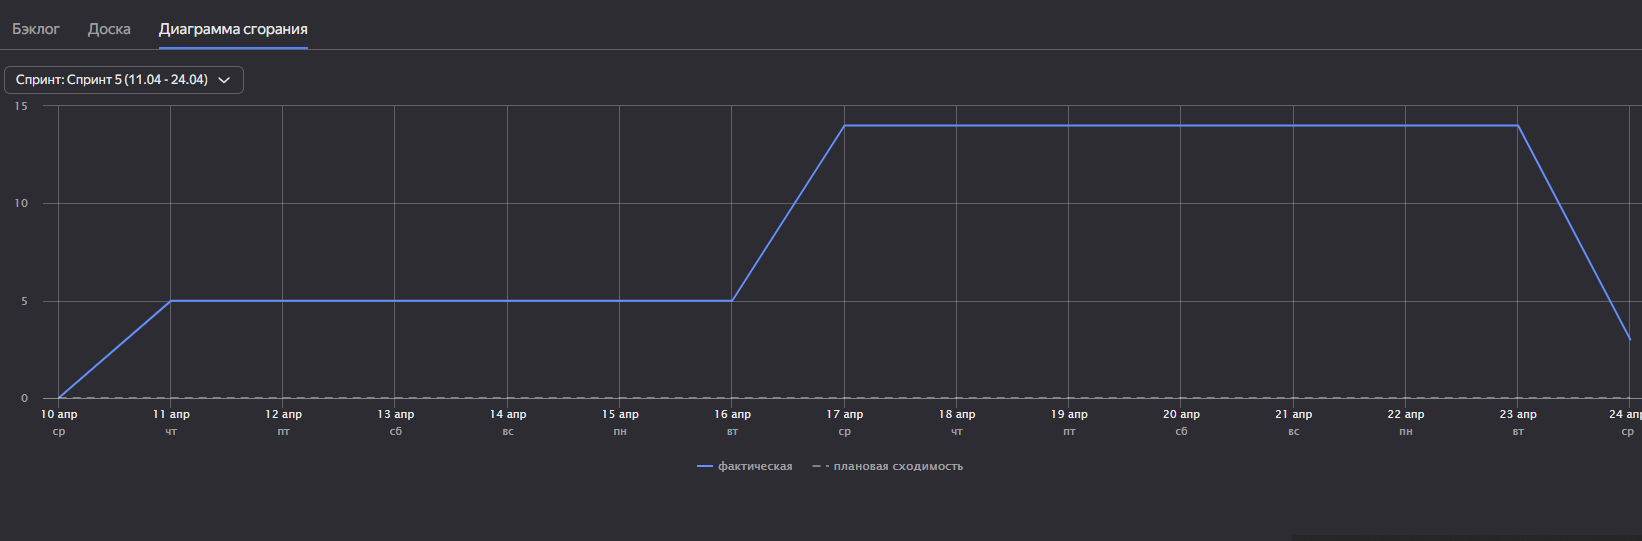 Бэклог Доска Диаграмма сгорания
Спринт: Спринт 5 (11.04 - 24.04)
15
10
5
0
10 апр 11 апр 12 апр 13 апр 14 апр 15 апр 16 апр 17 апр 18 апр 19 апр 20 апр 21 апр 22 апр 23 апр 24 апр
ср чт пт сб вс пн вт ср чт пт сб вс пн вт ср
фактическая плановая сходимость